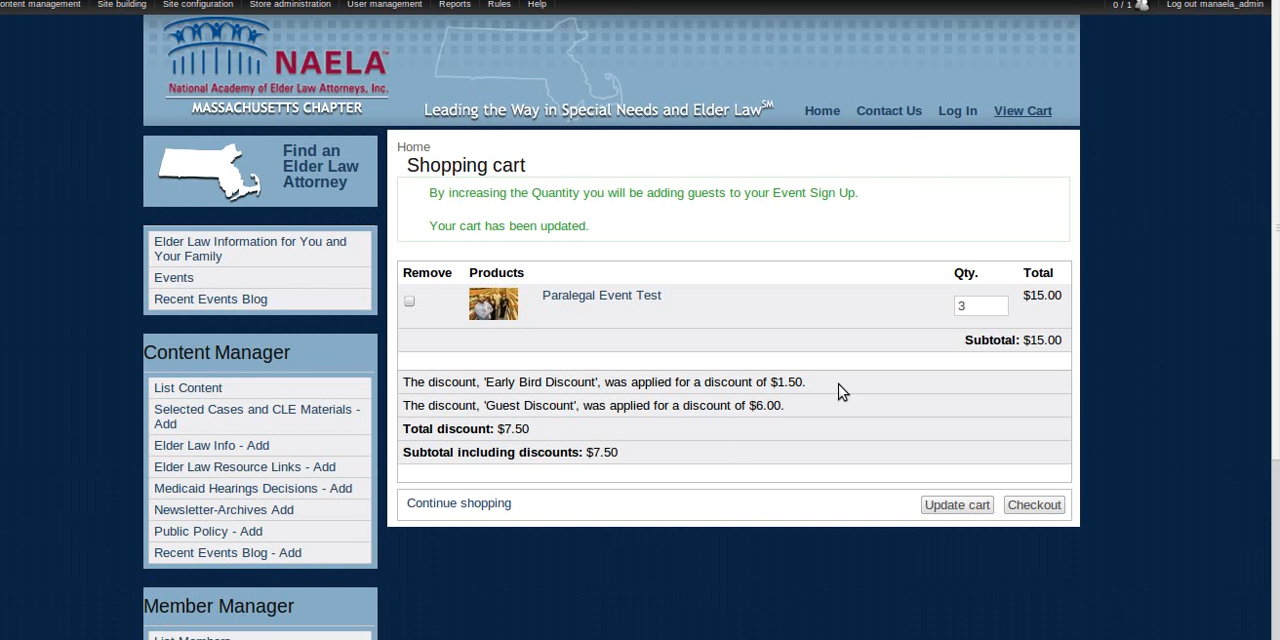 ontent management Site building Site configuration Store administration User management Reports Rules Help 0 / 1 Log out manaela_admin
NAELA™
National Academy of Elder Law Attorneys, Inc.
MASSACHUSETTS CHAPTER
Leading the Way in Special Needs and Elder Law℠
Home Contact Us Log In View Cart
Find an
Elder Law
Attorney
Elder Law Information for You and
Your Family
Events
Recent Events Blog
Content Manager
List Content
Selected Cases and CLE Materials -
Add
Elder Law Info - Add
Elder Law Resource Links - Add
Medicaid Hearings Decisions - Add
Newsletter-Archives Add
Public Policy - Add
Recent Events Blog - Add
Member Manager
List Members
Home
Shopping cart
By increasing the Quantity you will be adding guests to your Event Sign Up.
Your cart has been updated.
Remove Products Qty. Total
Paralegal Event Test 3 $15.00
Subtotal: $15.00
The discount, 'Early Bird Discount', was applied for a discount of $1.50.
The discount, 'Guest Discount', was applied for a discount of $6.00.
Total discount: $7.50
Subtotal including discounts: $7.50
Continue shopping Update cart Checkout